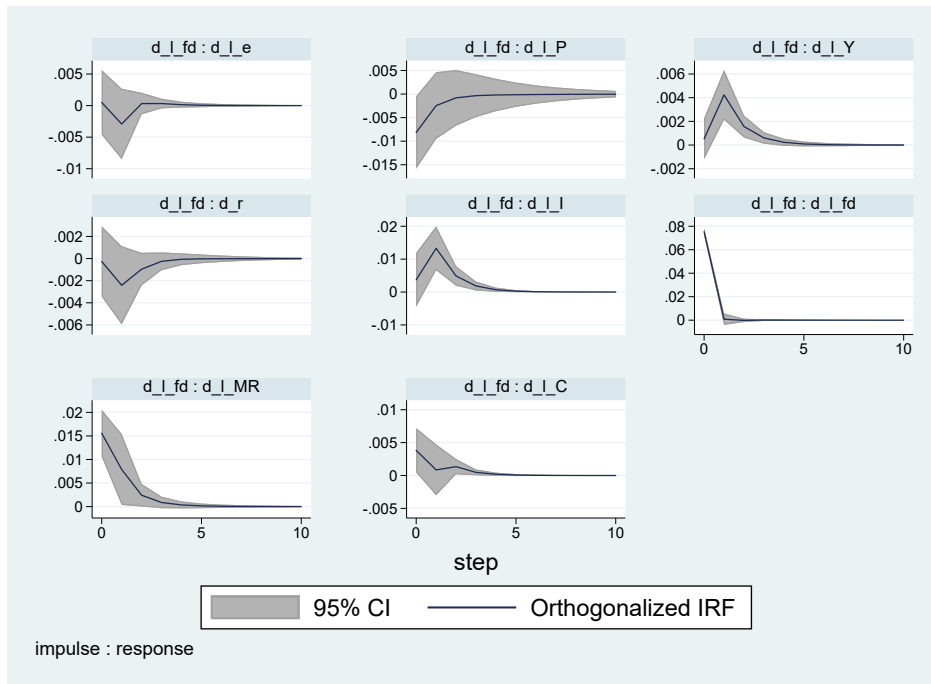 d_l_fd : d_l_e
.005
0
-.005
-.01
d_l_fd : d_l_P
.005
0
-.005
-.01
-.015
d_l_fd : d_l_Y
.006
.004
.002
0
-.002
d_l_fd : d_r
.002
0
-.002
-.004
-.006
d_l_fd : d_l_I
.02
.01
0
-.01
d_l_fd : d_l_fd
.08
.06
.04
.02
0
0 5 10
d_l_fd : d_l_MR
.02
.015
.01
.005
0
0 5 10
d_l_fd : d_l_C
.01
.005
0
-.005
0 5 10
step
95% CI Orthogonalized IRF
impulse : response